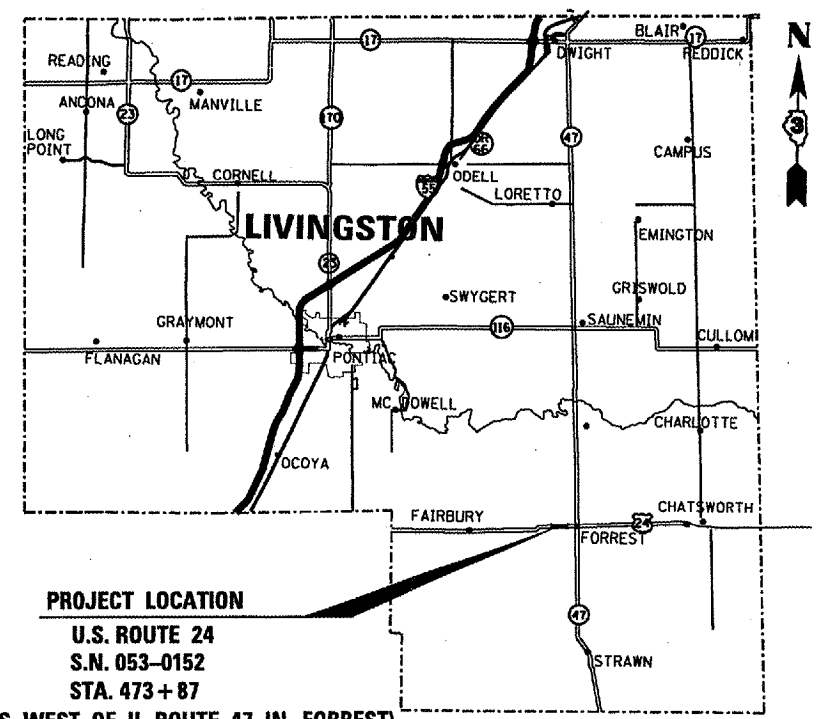 BLAIR
17
17
N
DWIGHT
REDDICK
READING
17
ANCONA
MANVILLE
23
170
47
3
LONG
POINT
66
CAMPUS
CORNELL
55
ODELL
LORETTO
LIVINGSTON
EMINGTON
23
SWYGERT
GRISWOLD
GRAYMONT
116
SAUNEMIN
CULLOM
FLANAGAN
PONTIAC
MC DOWELL
CHARLOTTE
OCOYA
FAIRBURY
CHATSWORTH
24
FORREST
PROJECT LOCATION
47
U.S. ROUTE 24
S.N. 053-0152
STRAWN
STA. 473+87
WEST OF IL ROUTE 47 IN FORREST)